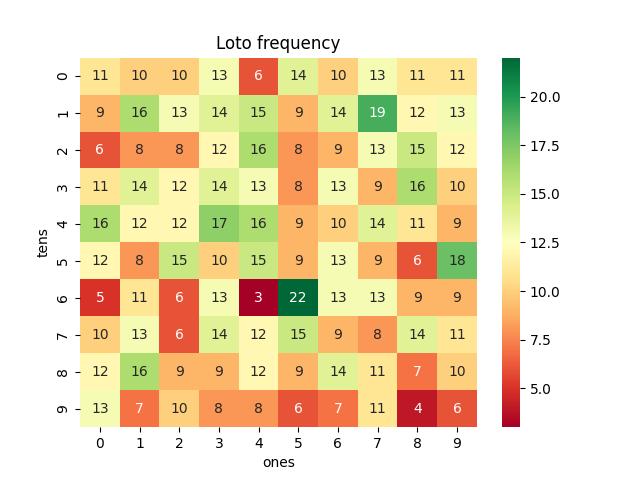 Loto frequency
0 11 10 10 13 6 14 10 13 11 11
1 9 16 13 14 15 9 14 19 12 13
2 6 8 8 12 16 8 9 13 15 12
3 11 14 12 14 13 8 13 9 16 10
4 16 12 12 17 16 9 10 14 11 9
5 12 8 15 10 15 9 13 9 6 18
6 5 11 6 13 3 22 13 13 9 9
7 10 13 6 14 12 15 9 8 14 11
8 12 16 9 9 12 9 14 11 7 10
9 13 7 10 8 8 6 7 11 4 6
0 1 2 3 4 5 6 7 8 9
ones
tens
20.0
17.5
15.0
12.5
10.0
7.5
5.0